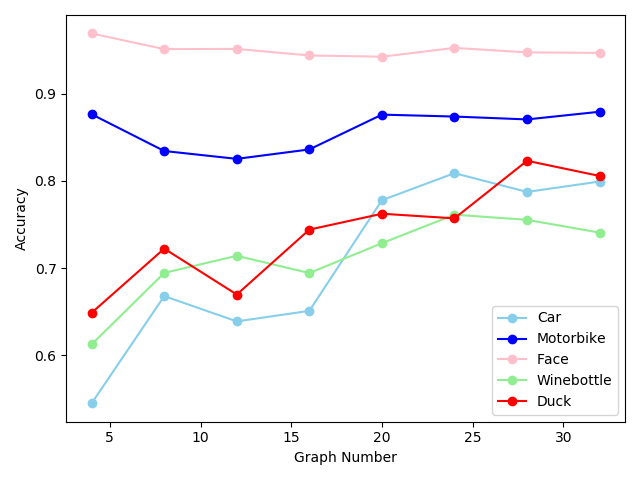 0.9
0.8
0.7
0.6
Accuracy
5
10
15
20
25
30
Graph Number
Car
Motorbike
Face
Winebottle
Duck